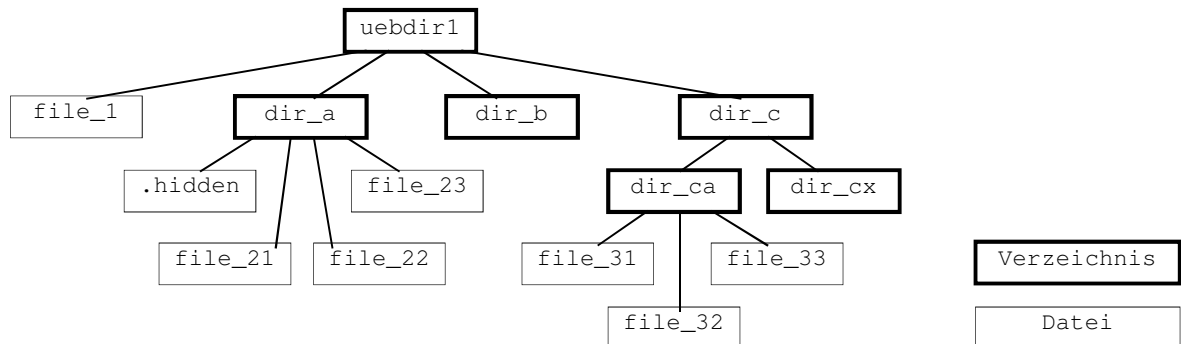 uebdir1
file_1
dir_a
dir_b
dir_c
.hidden
file_23
dir_ca
dir_cx
file_21
file_22
file_31
file_33
Verzeichnis
file_32
Datei